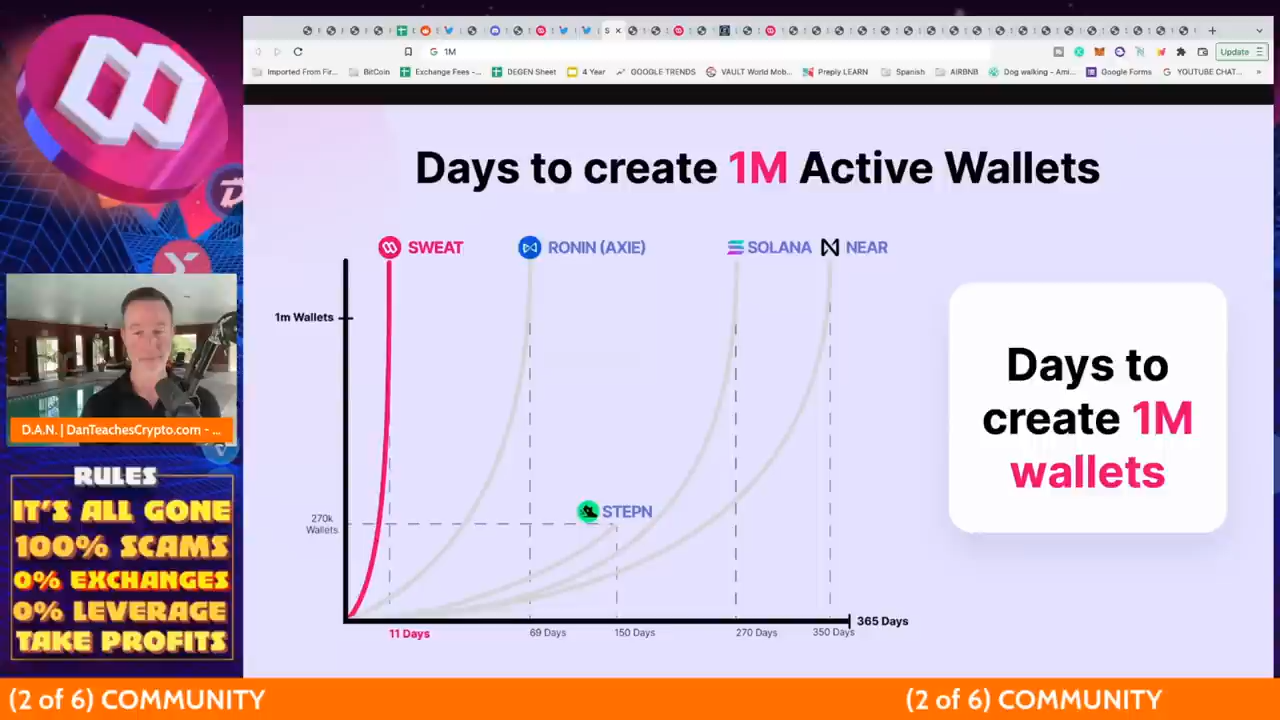 S
1M
Update
Imported From Fir...
BitCoin
Exchange Fees -...
DEGEN Sheet
4 Year
GOOGLE TRENDS
VAULT World Mob...
Preply LEARN
Spanish
AIRBNB
Dog walking - Ami...
Google Forms
YOUTUBE CHAT...
»
Days to create 1M Active Wallets
SWEAT
RONIN (AXIE)
SOLANA
NEAR
1m Wallets
STEPN
270k
Wallets
11 Days
69 Days
150 Days
270 Days
350 Days
365 Days
Days to
create 1M
wallets
D.A.N. | DanTeachesCrypto.com - ...
RULES
IT'S ALL GONE
100% SCAMS
0% EXCHANGES
0% LEVERAGE
TAKE PROFITS
(2 of 6) COMMUNITY
(2 of 6) COMMUNITY